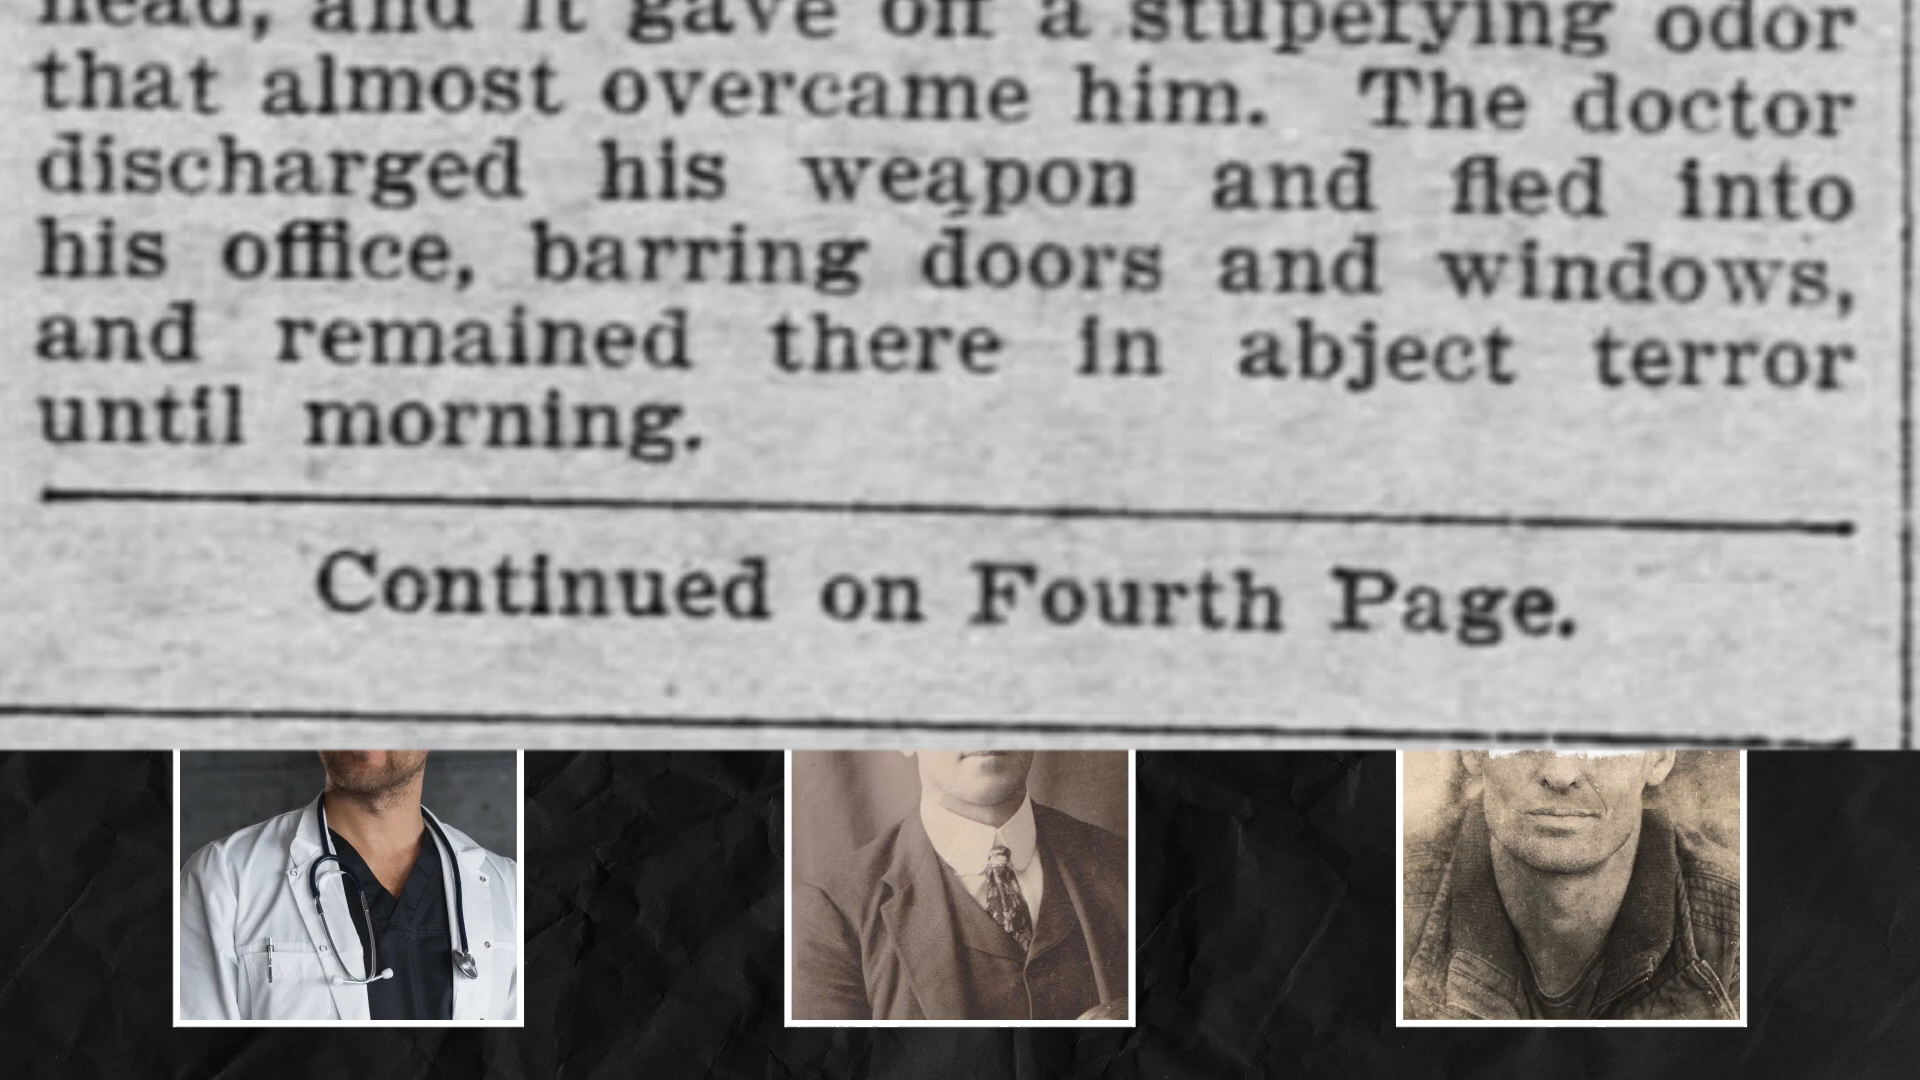 head, and it gave off a stupefying odor
that almost overcame him. The doctor
discharged his weapon and fled into
his office, barring doors and windows,
and remained there in abject terror
until morning.
Continued on Fourth Page.